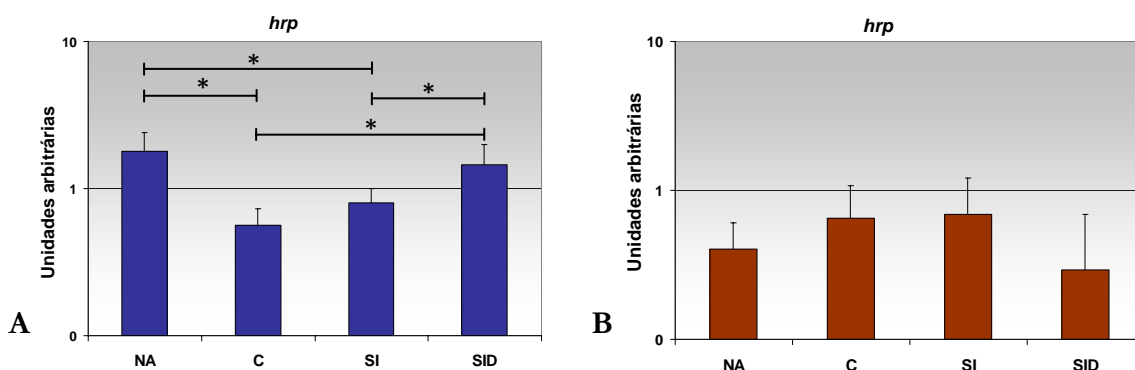 hrp
10
1
0
Unidades arbitrárias
* * * *
NA C SI SID
A
hrp
10
1
0
Unidades arbitrárias
NA C SI SID
B